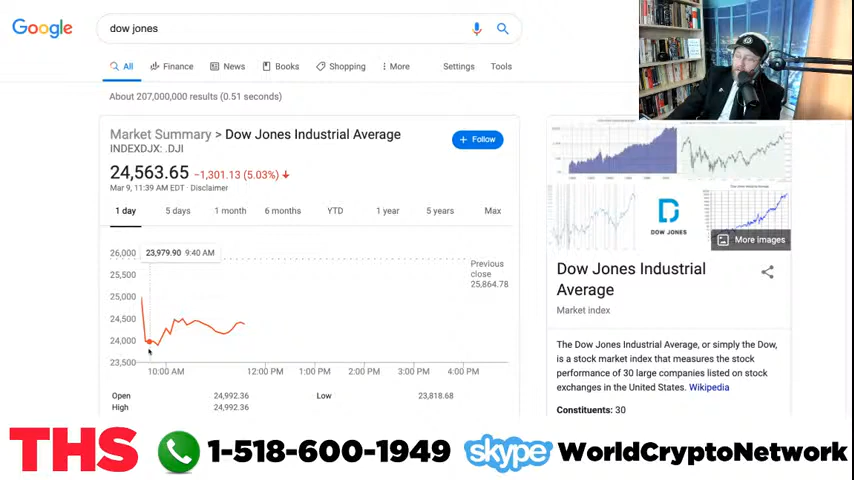 Google
dow jones
All
Finance
News
Books
Shopping
More
Settings
Tools
About 207,000,000 results (0.51 seconds)
Market Summary > Dow Jones Industrial Average
INDEXDJX: .DJI
+ Follow
24,563.65 −1,301.13 (5.03%) ↓
Mar 9, 11:39 AM EDT · Disclaimer
1 day
5 days
1 month
6 months
YTD
1 year
5 years
Max
26,000
25,500
25,000
24,500
24,000
23,500
23,979.90 9:40 AM
Previous
close
25,864.78
10:00 AM
12:00 PM
1:00 PM
2:00 PM
3:00 PM
4:00 PM
Open 24,992.36
High 24,992.36
Low 23,818.68
DOW JONES
More images
Dow Jones Industrial
Average
Market index
The Dow Jones Industrial Average, or simply the Dow,
is a stock market index that measures the stock
performance of 30 large companies listed on stock
exchanges in the United States. Wikipedia
Constituents: 30
THS
1-518-600-1949
skype
WorldCryptoNetwork